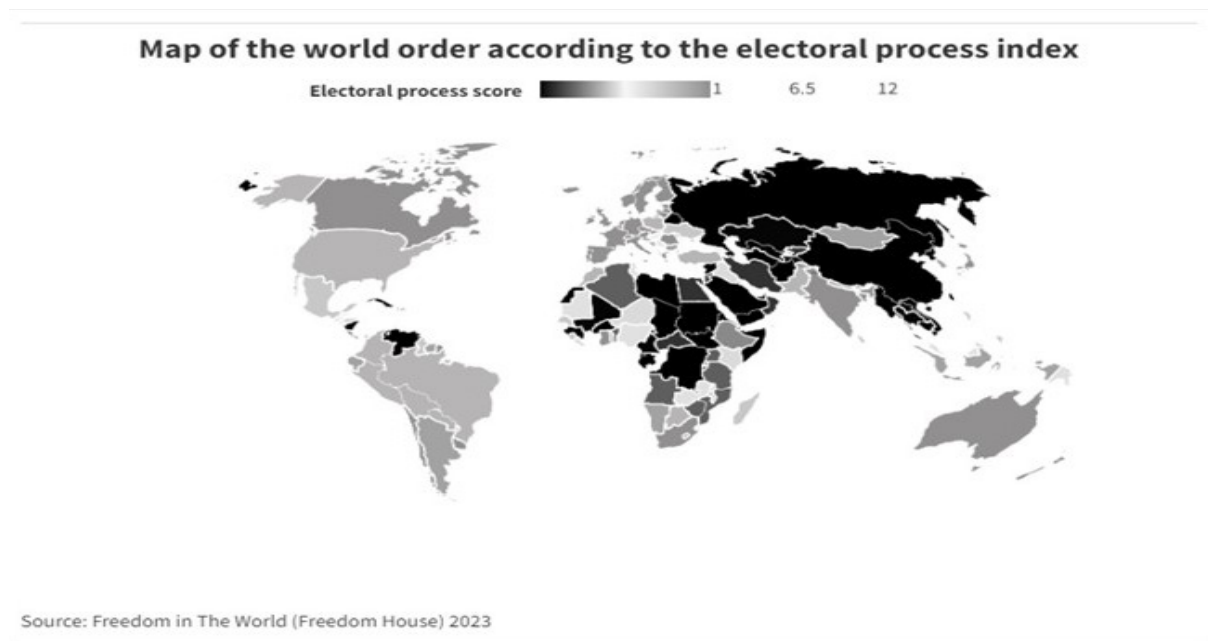 Map of the world order according to the electoral process index
Electoral process score 1 6.5 12
Source: Freedom in The World (Freedom House) 2023